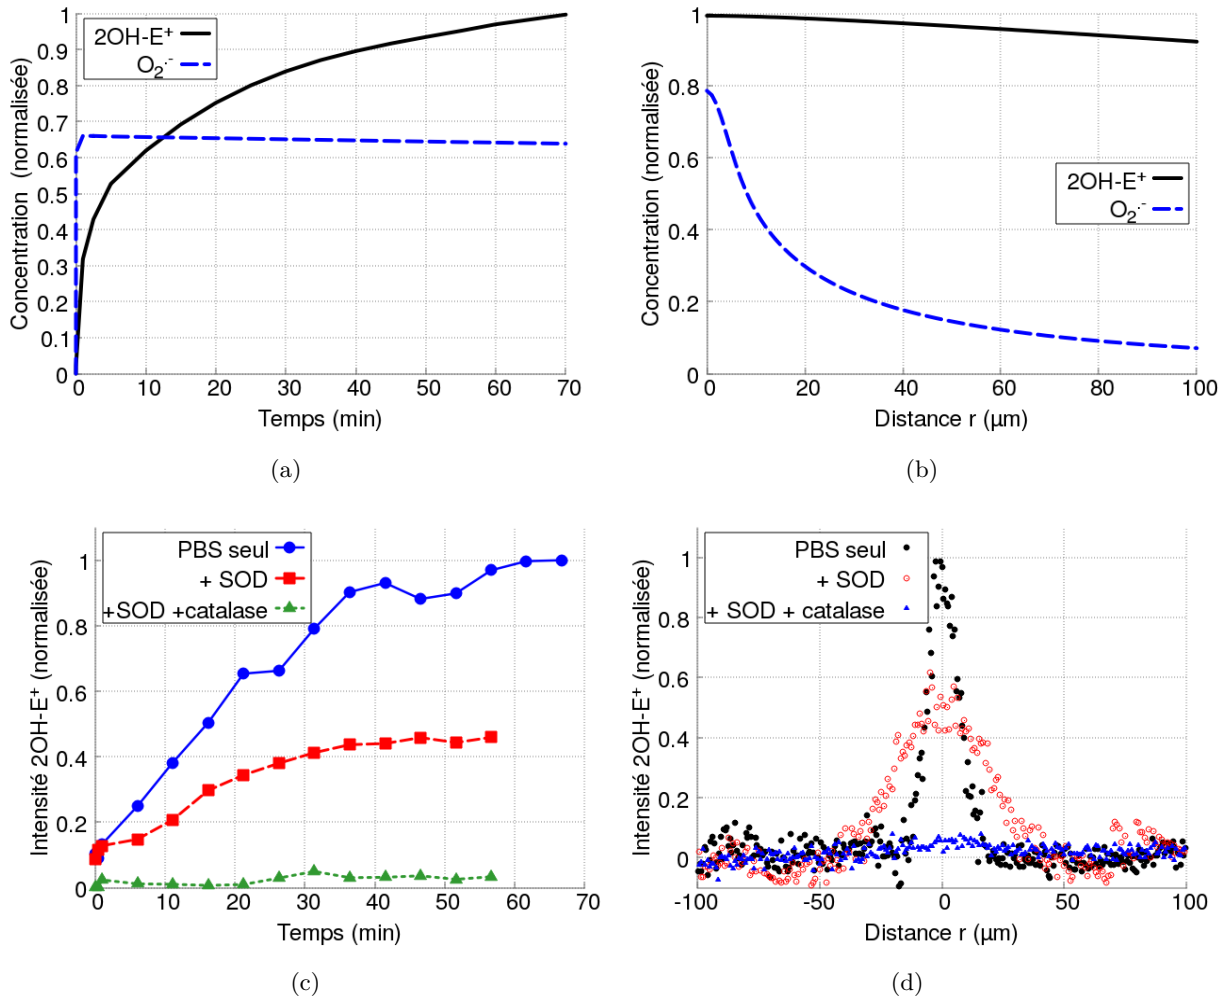 Concentration (normalisée)
1
0.9
0.8
0.7
0.6
0.5
0.4
0.3
0.2
0.1
0
2OH-E+
O2.-
0 10 20 30 40 50 60 70
Temps (min)
(a)
Concentration (normalisée)
1
0.8
0.6
0.4
0.2
0
2OH-E+
O2.-
0 20 40 60 80 100
Distance r (µm)
(b)
Intensité 2OH-E+ (normalisée)
1
0.8
0.6
0.4
0.2
0
PBS seul
+ SOD
+SOD +catalase
0 10 20 30 40 50 60 70
Temps (min)
(c)
Intensité 2OH-E+ (normalisée)
1
0.8
0.6
0.4
0.2
0
PBS seul
+ SOD
+ SOD + catalase
-100 -50 0 50 100
Distance r (µm)
(d)